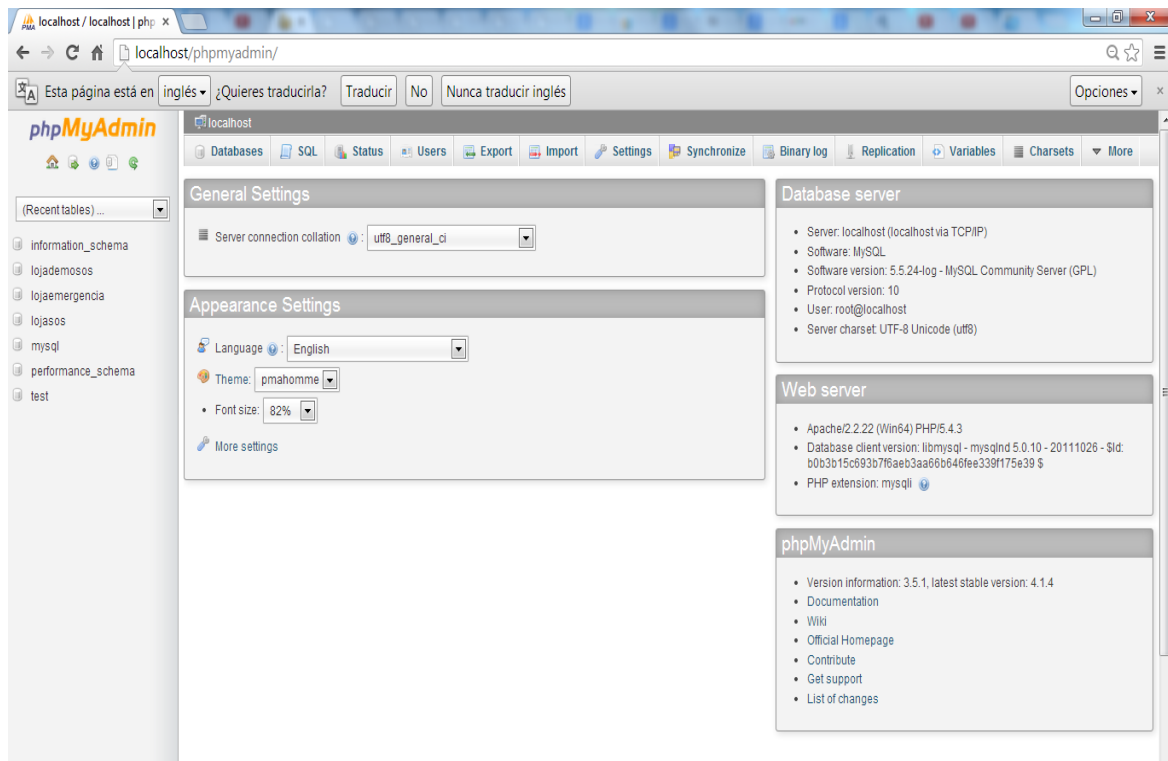 localhost / localhost | php
localhost/phpmyadmin/
Esta página está en inglés ¿Quieres traducirla? Traducir No Nunca traducir inglés Opciones
phpMyAdmin
(Recent tables) ...
information_schema
lojademosos
lojaemergencia
lojasos
mysql
performance_schema
test
localhost
Databases SQL Status Users Export Import Settings Synchronize Binary log Replication Variables Charsets More
General Settings
Server connection collation : utf8_general_ci
Appearance Settings
Language : English
Theme: pmahomme
Font size: 82%
More settings
Database server
Server: localhost (localhost via TCP/IP)
Software: MySQL
Software version: 5.5.24-log - MySQL Community Server (GPL)
Protocol version: 10
User: root@localhost
Server charset: UTF-8 Unicode (utf8)
Web server
Apache/2.2.22 (Win64) PHP/5.4.3
Database client version: libmysql - mysqlnd 5.0.10 - 20111026 - $Id:
b0b3b15c693b7f6aeb3aa66b646fee339f175e39 $
PHP extension: mysqli
phpMyAdmin
Version information: 3.5.1, latest stable version: 4.1.4
Documentation
Wiki
Official Homepage
Contribute
Get support
List of changes